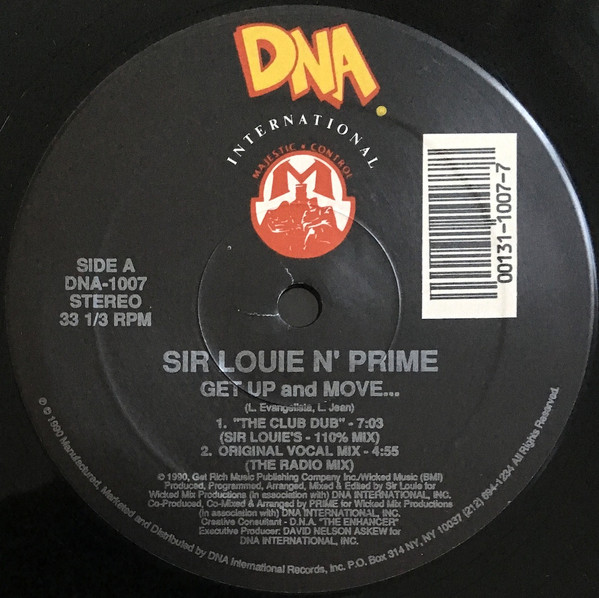 DNA
INTERNATIONAL
MAJESTIC • CONTROL
M
00131-1007-7
SIDE A
DNA-1007
STEREO
33 1/3 RPM
SIR LOUIE N' PRIME
GET UP and MOVE...
(L. Evangelista, L. Jean)
1. "THE CLUB DUB" - 7:03
(SIR LOUIE'S - 110% MIX)
2. ORIGINAL VOCAL MIX - 4:55
(THE RADIO MIX)
© 1990, Get Rich Music Publishing Company Inc./Wicked Music (BMI)
Produced, Programmed, Arranged, Mixed & Edited by Sir Louie for
Wicked Mix Productions (in association with) DNA INTERNATIONAL, INC.
Co-Produced, Co-Mixed & Arranged by PRIME for Wicked Mix Productions
(in association with) DNA INTERNATIONAL, INC.
Creative Consultant - D.N.A. "THE ENHANCER"
Executive Producer: DAVID NELSON ASKEW for
DNA INTERNATIONAL, INC.
℗ © 1990 Manufactured, Marketed and Distributed by DNA International Records, Inc. P.O. Box 314 NY, NY 10037 (212) 694-1234 All Rights Reserved.